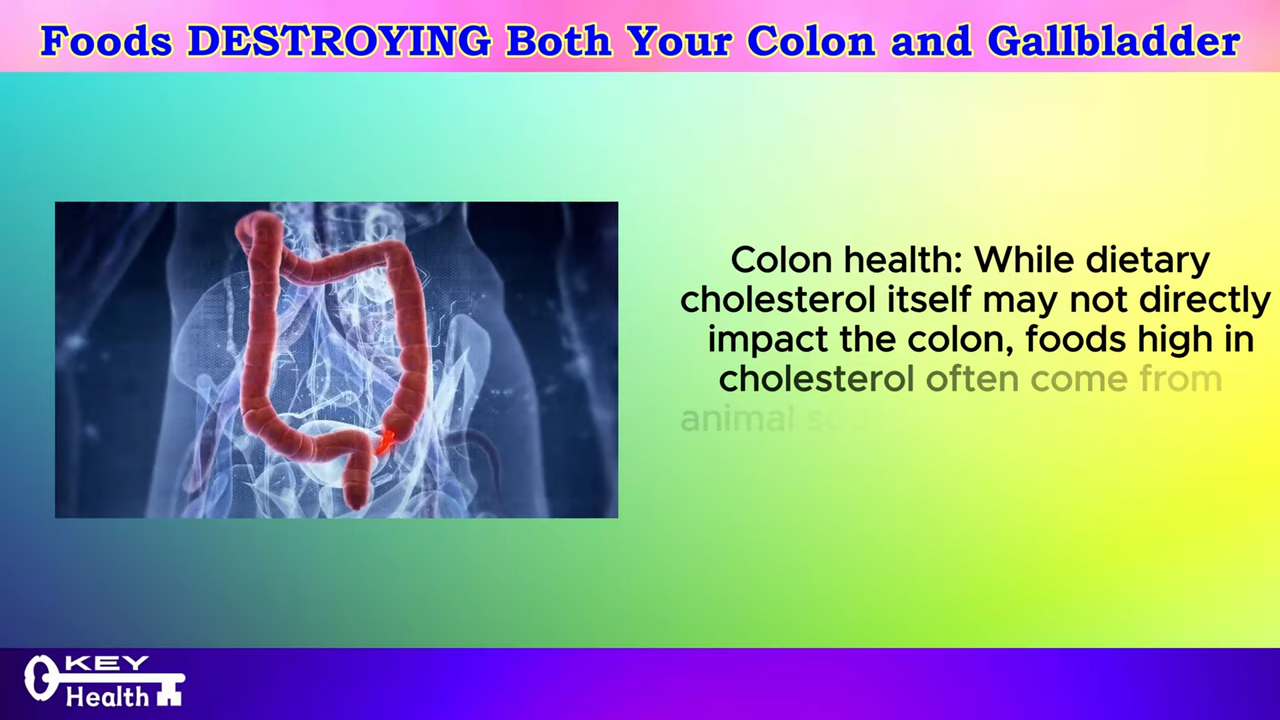 Foods DESTROYING Both Your Colon and Gallbladder
Colon health: While dietary
cholesterol itself may not directly
impact the colon, foods high in
cholesterol often come from
animal
KEY
Health